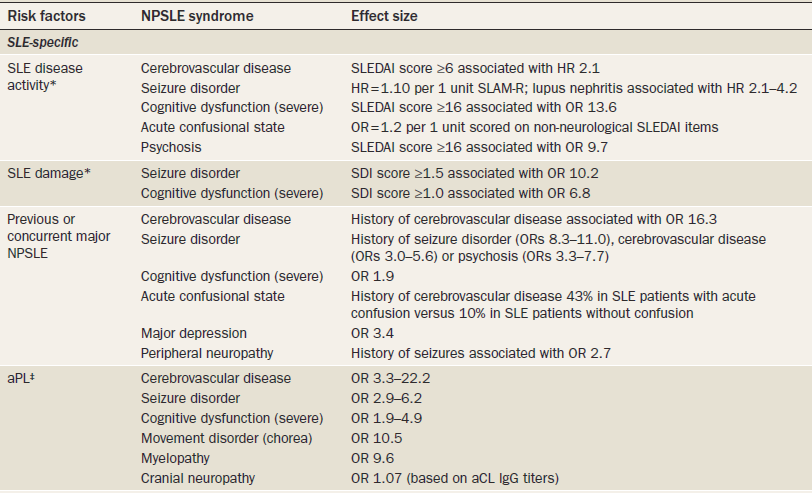 Risk factors NPSLE syndrome Effect size
SLE-specific
SLE disease activity* Cerebrovascular disease SLEDAI score ≥6 associated with HR 2.1
Seizure disorder HR=1.10 per 1 unit SLAM-R; lupus nephritis associated with HR 2.1–4.2
Cognitive dysfunction (severe) SLEDAI score ≥16 associated with OR 13.6
Acute confusional state OR=1.2 per 1 unit scored on non-neurological SLEDAI items
Psychosis SLEDAI score ≥16 associated with OR 9.7
SLE damage* Seizure disorder SDI score ≥1.5 associated with OR 10.2
Cognitive dysfunction (severe) SDI score ≥1.0 associated with OR 6.8
Previous or concurrent major NPSLE Cerebrovascular disease History of cerebrovascular disease associated with OR 16.3
Seizure disorder History of seizure disorder (ORs 8.3–11.0), cerebrovascular disease
(ORs 3.0–5.6) or psychosis (ORs 3.3–7.7)
Cognitive dysfunction (severe) OR 1.9
Acute confusional state History of cerebrovascular disease 43% in SLE patients with acute
confusion versus 10% in SLE patients without confusion
Major depression OR 3.4
Peripheral neuropathy History of seizures associated with OR 2.7
aPL‡ Cerebrovascular disease OR 3.3–22.2
Seizure disorder OR 2.9–6.2
Cognitive dysfunction (severe) OR 1.9–4.9
Movement disorder (chorea) OR 10.5
Myelopathy OR 9.6
Cranial neuropathy OR 1.07 (based on aCL IgG titers)